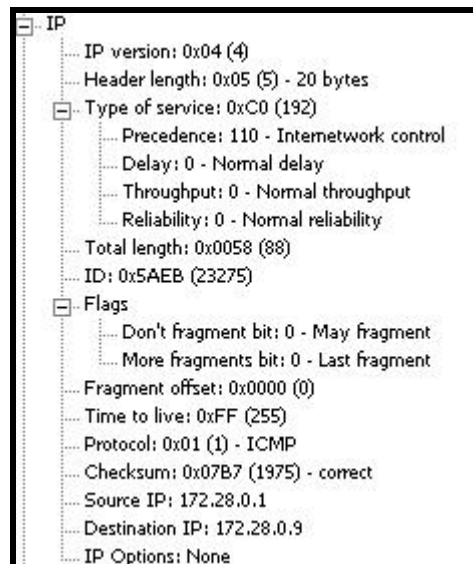 IP
IP version: 0x04 (4)
Header length: 0x05 (5) - 20 bytes
Type of service: 0xC0 (192)
Precedence: 110 - Internetwork control
Delay: 0 - Normal delay
Throughput: 0 - Normal throughput
Reliability: 0 - Normal reliability
Total length: 0x0058 (88)
ID: 0x5AEB (23275)
Flags
Don't fragment bit: 0 - May fragment
More fragments bit: 0 - Last fragment
Fragment offset: 0x0000 (0)
Time to live: 0xFF (255)
Protocol: 0x01 (1) - ICMP
Checksum: 0x07B7 (1975) - correct
Source IP: 172.28.0.1
Destination IP: 172.28.0.9
IP Options: None